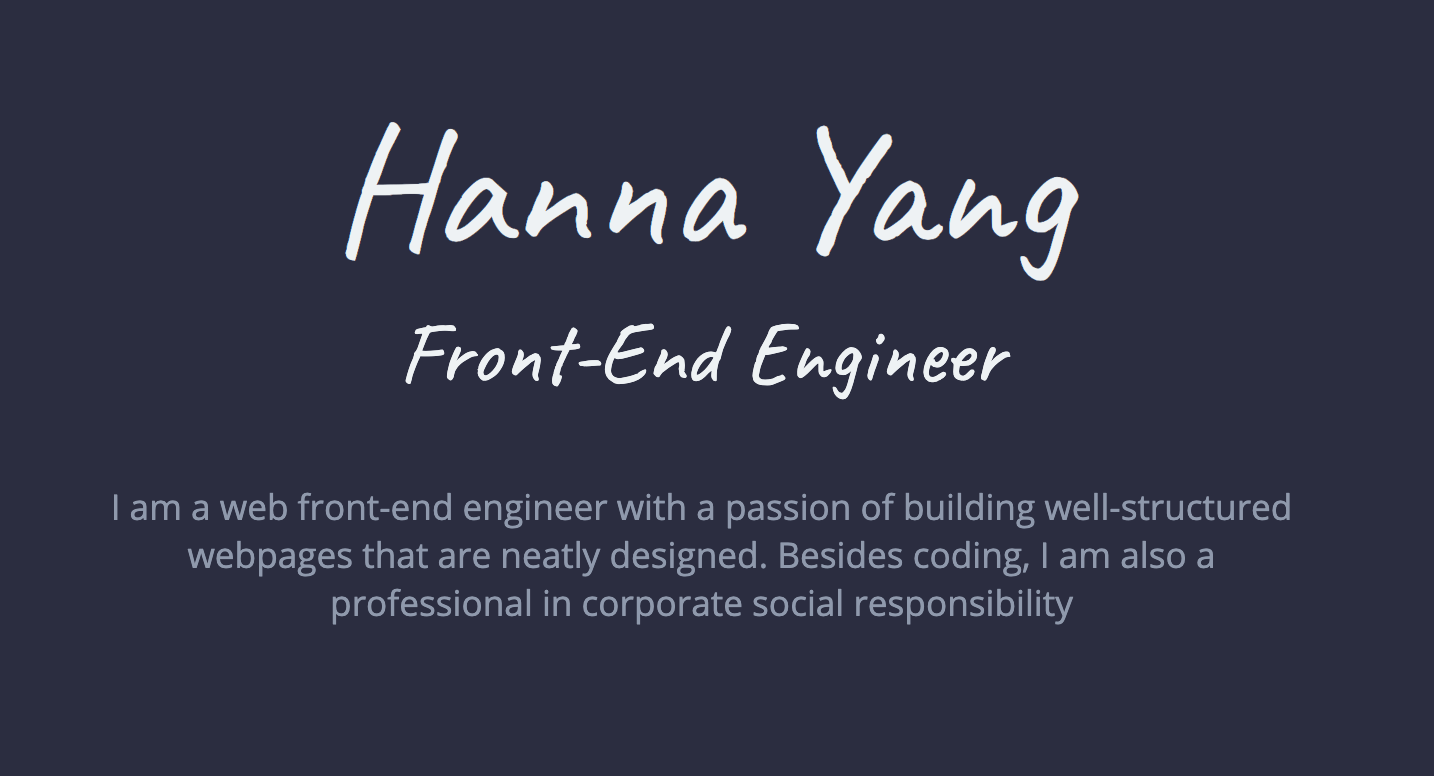 Hanna Yang
Front-End Engineer
I am a web front-end engineer with a passion of building well-structured
webpages that are neatly designed. Besides coding, I am also a
professional in corporate social responsibility